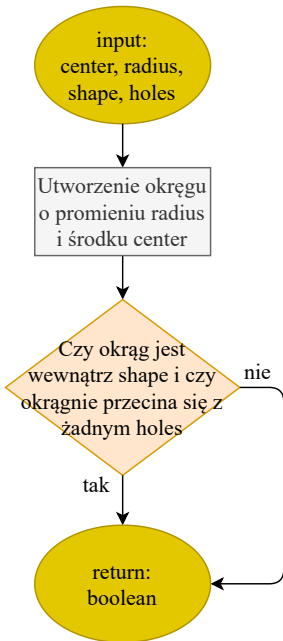 input:
center, radius,
shape, holes
Utworzenie okręgu
o promieniu radius
i środku center
Czy okrąg jest
wewnątrz shape i czy
okrągnie przecina się z
żadnym holes
nie
tak
return:
boolean